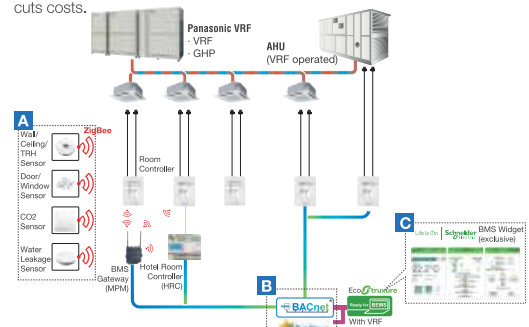 cuts costs.
Panasonic VRF
· VRF
· GHP
AHU
(VRF operated)
A
Wall/
Ceiling/
TRH
Sensor
ZigBee
Door/
Window
Sensor
CO2
Sensor
Water
Leakage
Sensor
Room
Controller
BMS
Gateway
(MPM)
Hotel Room
Controller
(HRC)
B
BACnet
EcoStruxure
Ready for BEMS
With VRF
C
Life Is On
Schneider
Electric
BMS Widget
(exclusive)
22.2°C